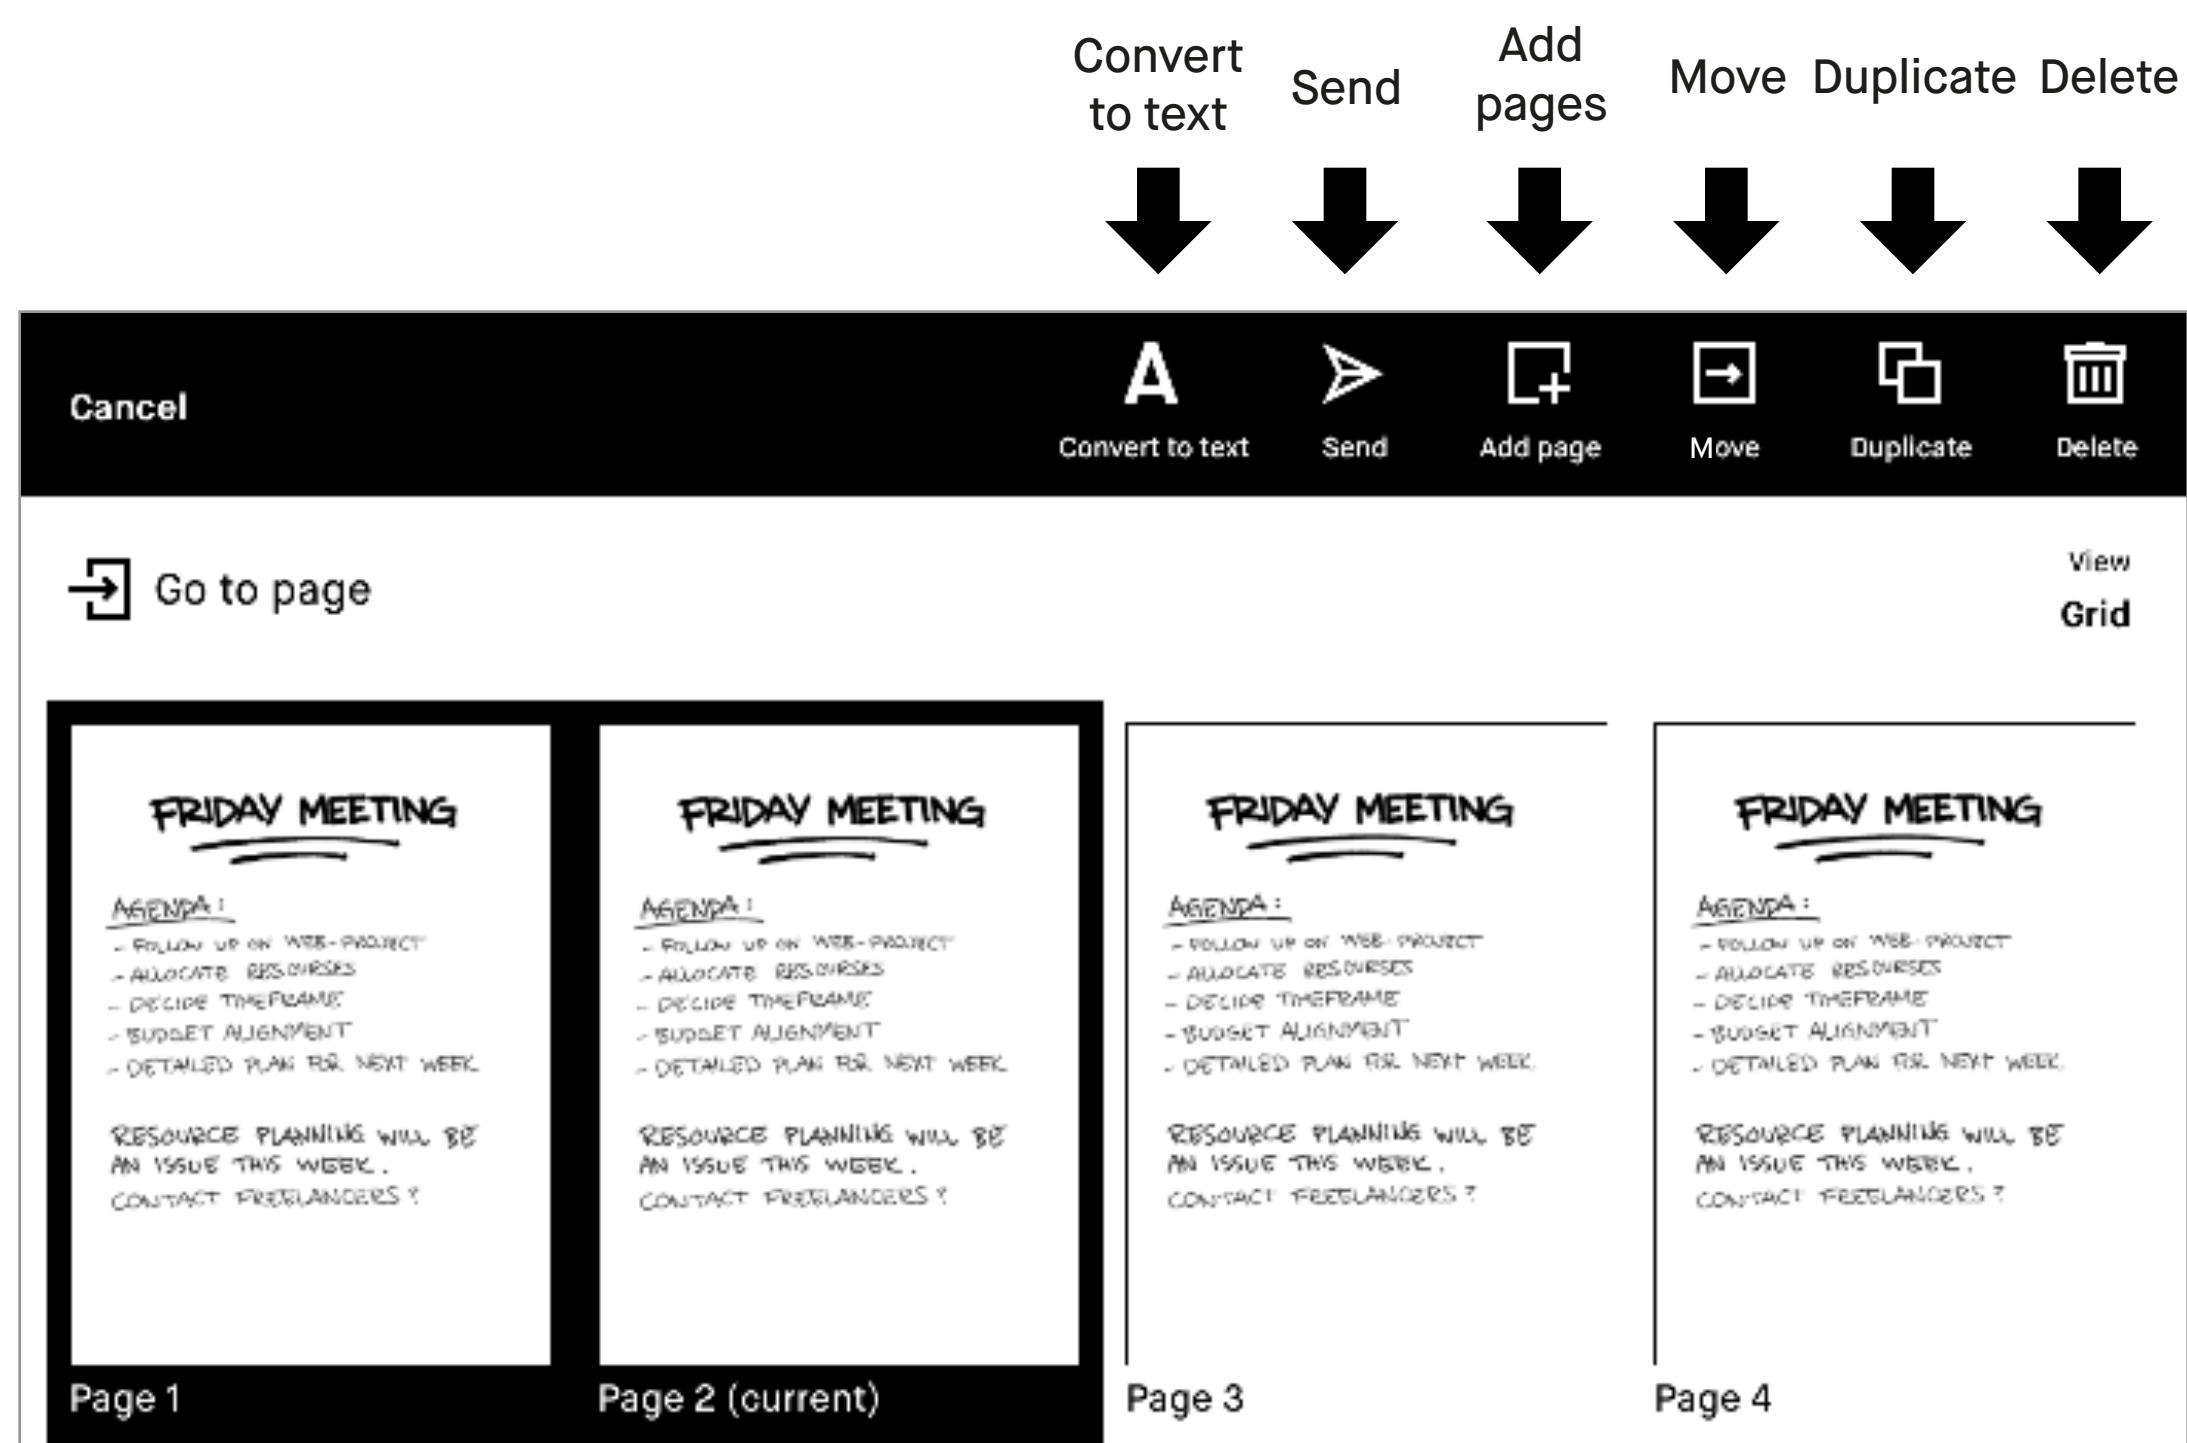 Convert
to text
Send
Add
pages
Move
Duplicate
Delete
Cancel
Convert to text
Send
Add page
Move
Duplicate
Delete
Go to page
View
Grid
FRIDAY MEETING
AGENDA:
- FOLLOW UP ON WEB-PROJECT
- ALLOCATE RESOURSES
- DECIDE TIMEFRAME
- BUDGET ALIGNMENT
- DETAILED PLAN FOR NEXT WEEK
RESOURCE PLANNING WILL BE
AN ISSUE THIS WEEK.
CONTACT FREELANCERS?
Page 1
FRIDAY MEETING
AGENDA:
- FOLLOW UP ON WEB-PROJECT
- ALLOCATE RESOURSES
- DECIDE TIMEFRAME
- BUDGET ALIGNMENT
- DETAILED PLAN FOR NEXT WEEK
RESOURCE PLANNING WILL BE
AN ISSUE THIS WEEK.
CONTACT FREELANCERS?
Page 2 (current)
FRIDAY MEETING
AGENDA:
- FOLLOW UP ON WEB-PROJECT
- ALLOCATE RESOURSES
- DECIDE TIMEFRAME
- BUDGET ALIGNMENT
- DETAILED PLAN FOR NEXT WEEK
RESOURCE PLANNING WILL BE
AN ISSUE THIS WEEK.
CONTACT FREELANCERS?
Page 3
FRIDAY MEETING
AGENDA:
- FOLLOW UP ON WEB-PROJECT
- ALLOCATE RESOURSES
- DECIDE TIMEFRAME
- BUDGET ALIGNMENT
- DETAILED PLAN FOR NEXT WEEK
RESOURCE PLANNING WILL BE
AN ISSUE THIS WEEK.
CONTACT FREELANCERS?
Page 4